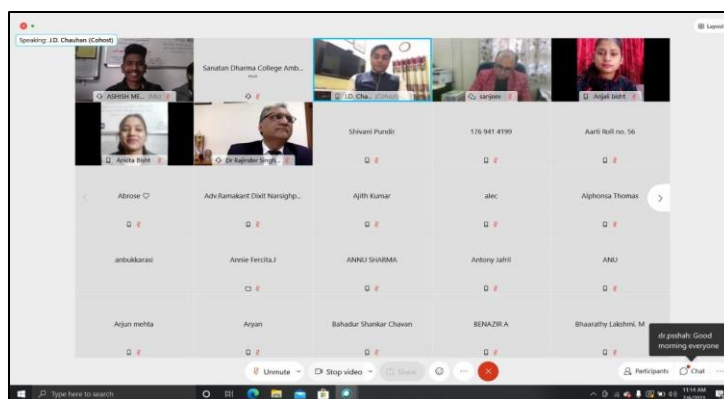 Layout
Speaking: J.D. Chauhan (Cohost)
ASHISH ME... (Me)
Sanatan Dharma College Amb...
Host
J.D. Cha... (Cohost)
sanjeev
Anjali bisht
Ankita Bisht
Dr Rajinder Singh...
Shivani Pundir
176 941 4199
Aarti Roll no. 56
Abrose ♡
Adv.Ramakant Dixit Narsighp...
Ajith Kumar
alec
Alphonsa Thomas
anbukkarasi
Annie Fercita.J
ANNU SHARMA
Antony Jafril
ANU
Arjun mehta
Aryan
Bahadur Shankar Chavan
BENAZIR A
Bhaarathy Lakshmi. M
dr.psshah: Good
morning everyone
Unmute
Stop video
Share
Participants
Chat
Type here to search
11:14 AM